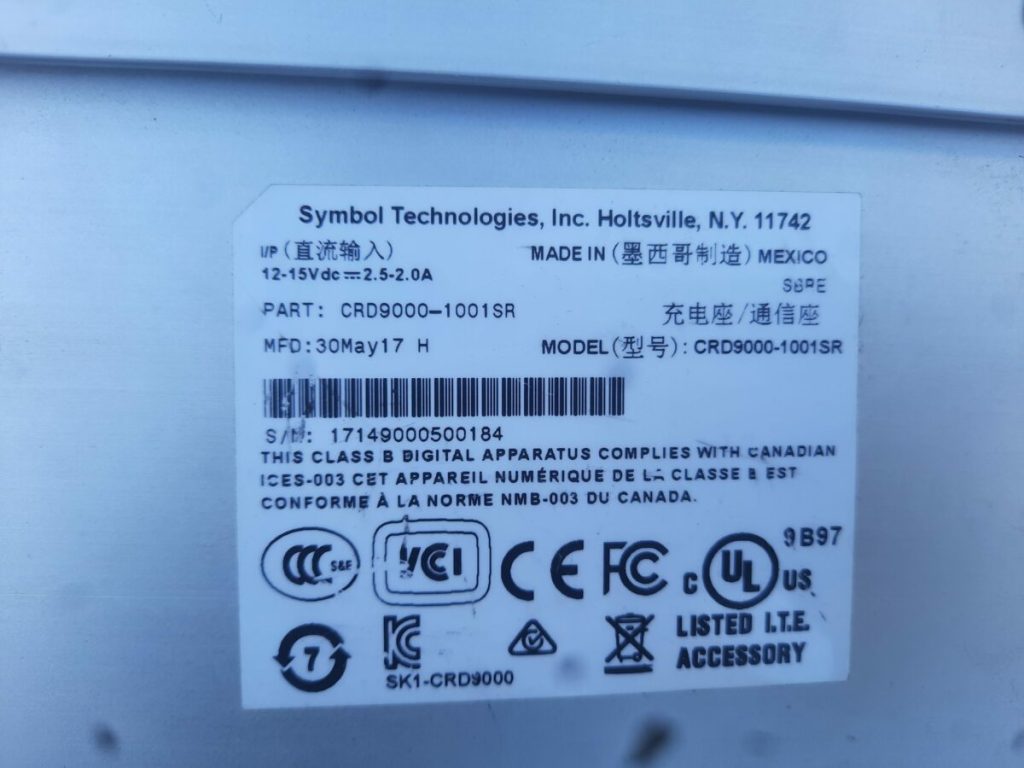 Symbol Technologies, Inc. Holtsville, N.Y. 11742
I/P (直流输入)
MADE IN (墨西哥制造) MEXICO
12-15Vdc ⎓ 2.5-2.0A
SBPE
PART: CRD9000-1001SR
充电座/通信座
MFD:30May17 H
MODEL(型号): CRD9000-1001SR
S/N: 17149000500184
THIS CLASS B DIGITAL APPARATUS COMPLIES WITH CANADIAN
ICES-003 CET APPAREIL NUMÉRIQUE DE LA CLASSE B EST
CONFORME À LA NORME NMB-003 DU CANADA.
CCC S&E
VCI
CE
FC
C UL US
9B97
LISTED I.T.E.
ACCESSORY
7
KC
SK1-CRD9000